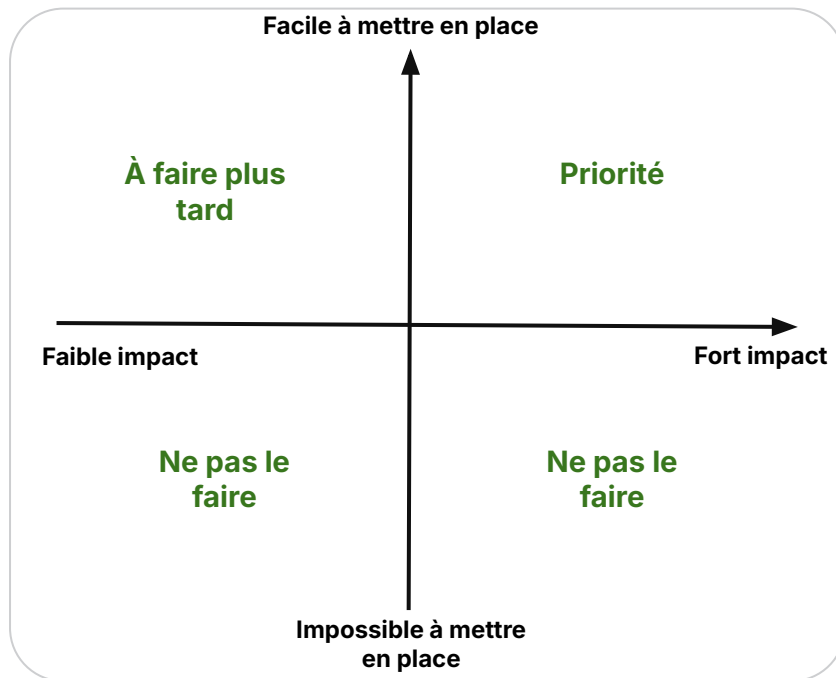 Facile à mettre en place
À faire plus
tard
Priorité
Faible impact
Fort impact
Ne pas le
faire
Ne pas le
faire
Impossible à mettre
en place